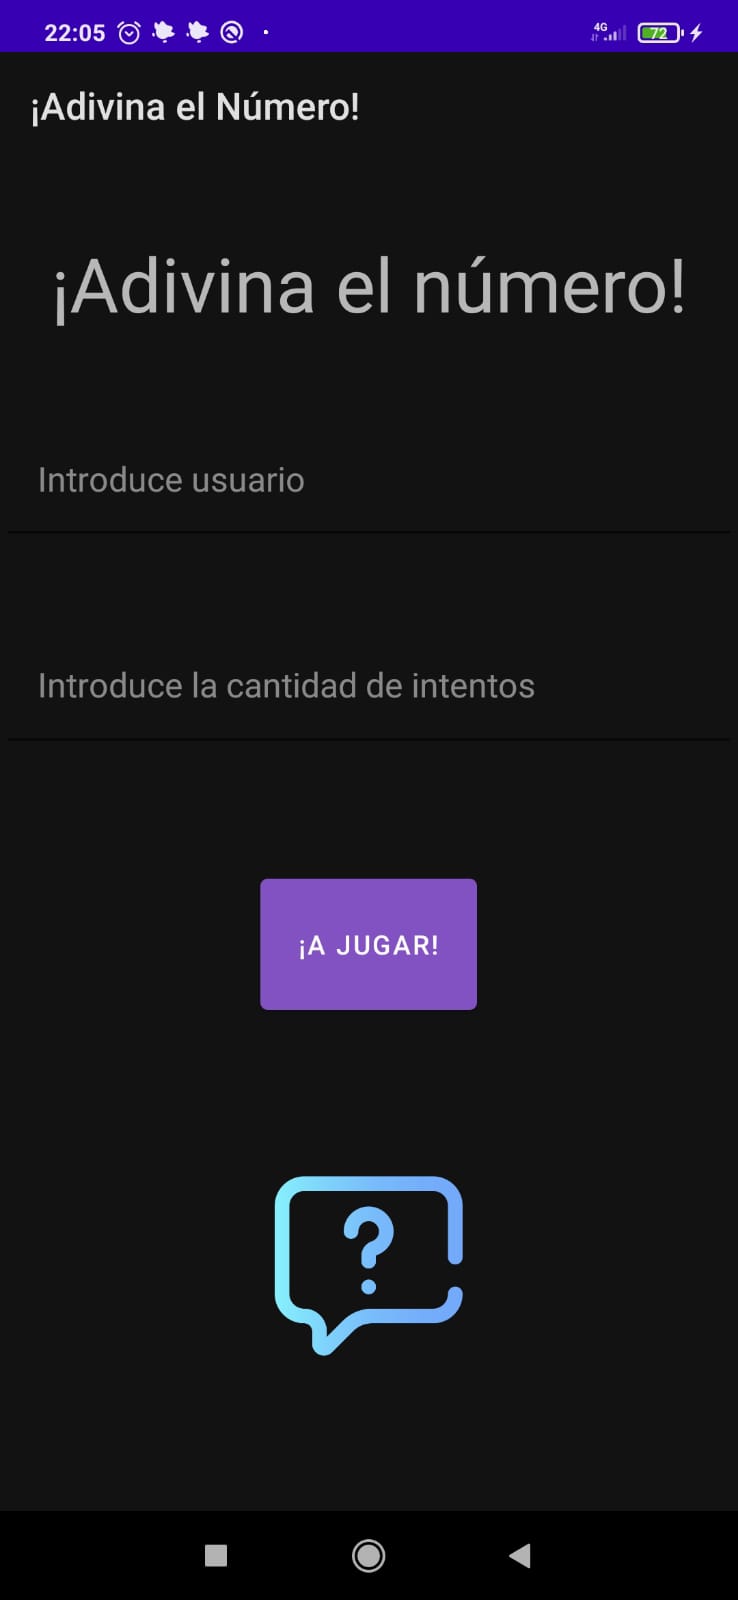 22:05
4G
72
¡Adivina el Número!
¡Adivina el número!
Introduce usuario
Introduce la cantidad de intentos
¡A JUGAR!
?